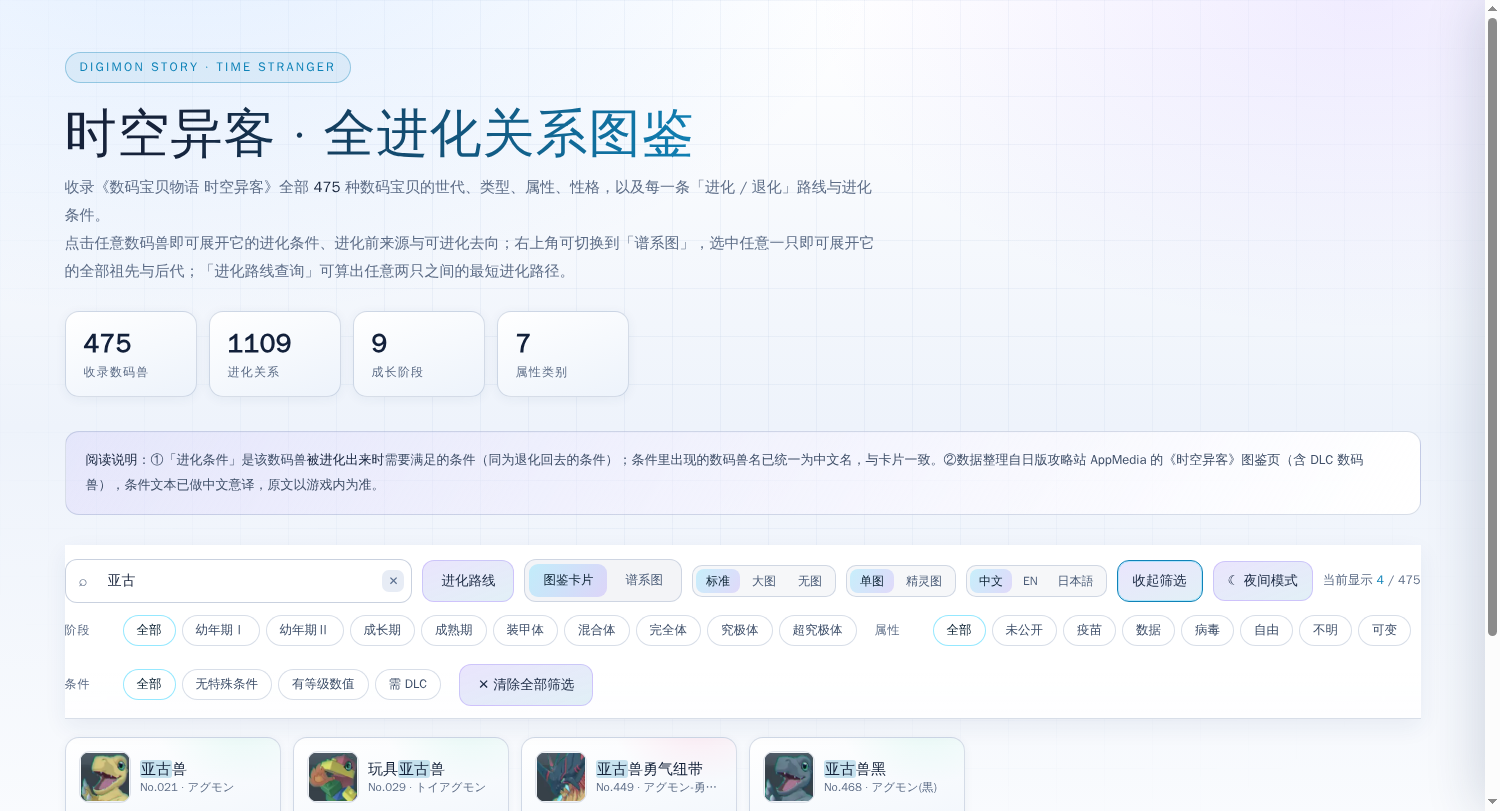 DIGIMON STORY · TIME STRANGER
时空异客 · 全进化关系图鉴
收录《数码宝贝物语 时空异客》全部 475 种数码宝贝的世代、类型、属性、性格，以及每一条「进化 / 退化」路线与进化
条件。
点击任意数码兽即可展开它的进化条件、进化前来源与可进化去向；右上角可切换到「谱系图」，选中任意一只即可展开它
的全部祖先与后代；「进化路线查询」可算出任意两只之间的最短进化路径。
475 1109 9 7
收录数码兽 进化关系 成长阶段 属性类别
阅读说明：①「进化条件」是该数码兽被进化出来时需要满足的条件（同为退化回去的条件）；条件里出现的数码兽名已统一为中文名，与卡片一致。②数据整理自日版攻略站 AppMedia 的《时空异客》图鉴页（含 DLC 数码
兽），条件文本已做中文意译，原文以游戏内为准。
⌕ 亚古 ✕ 进化路线 图鉴卡片 谱系图 标准 大图 无图 单图 精灵图 中文 EN 日本語 收起筛选 ☾ 夜间模式 当前显示 4 / 475
阶段 全部 幼年期Ⅰ 幼年期Ⅱ 成长期 成熟期 装甲体 混合体 完全体 究极体 超究极体 属性 全部 未公开 疫苗 数据 病毒 自由 不明 可变
条件 全部 无特殊条件 有等级数值 需 DLC ✕ 清除全部筛选
亚古兽 玩具亚古兽 亚古兽勇气纽带 亚古兽黑
No.021 · アグモン No.029 · トイアグモン No.449 · アグモン-勇… No.468 · アグモン(黒)